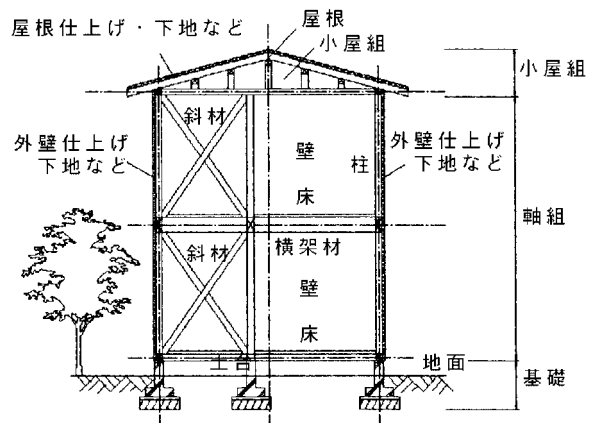 屋根
屋根仕上げ・下地など
小屋組
小屋組
斜材
外壁仕上げ
下地など
壁
柱
外壁仕上げ
下地など
床
軸組
斜材
横架材
壁
床
土台
地面
基礎